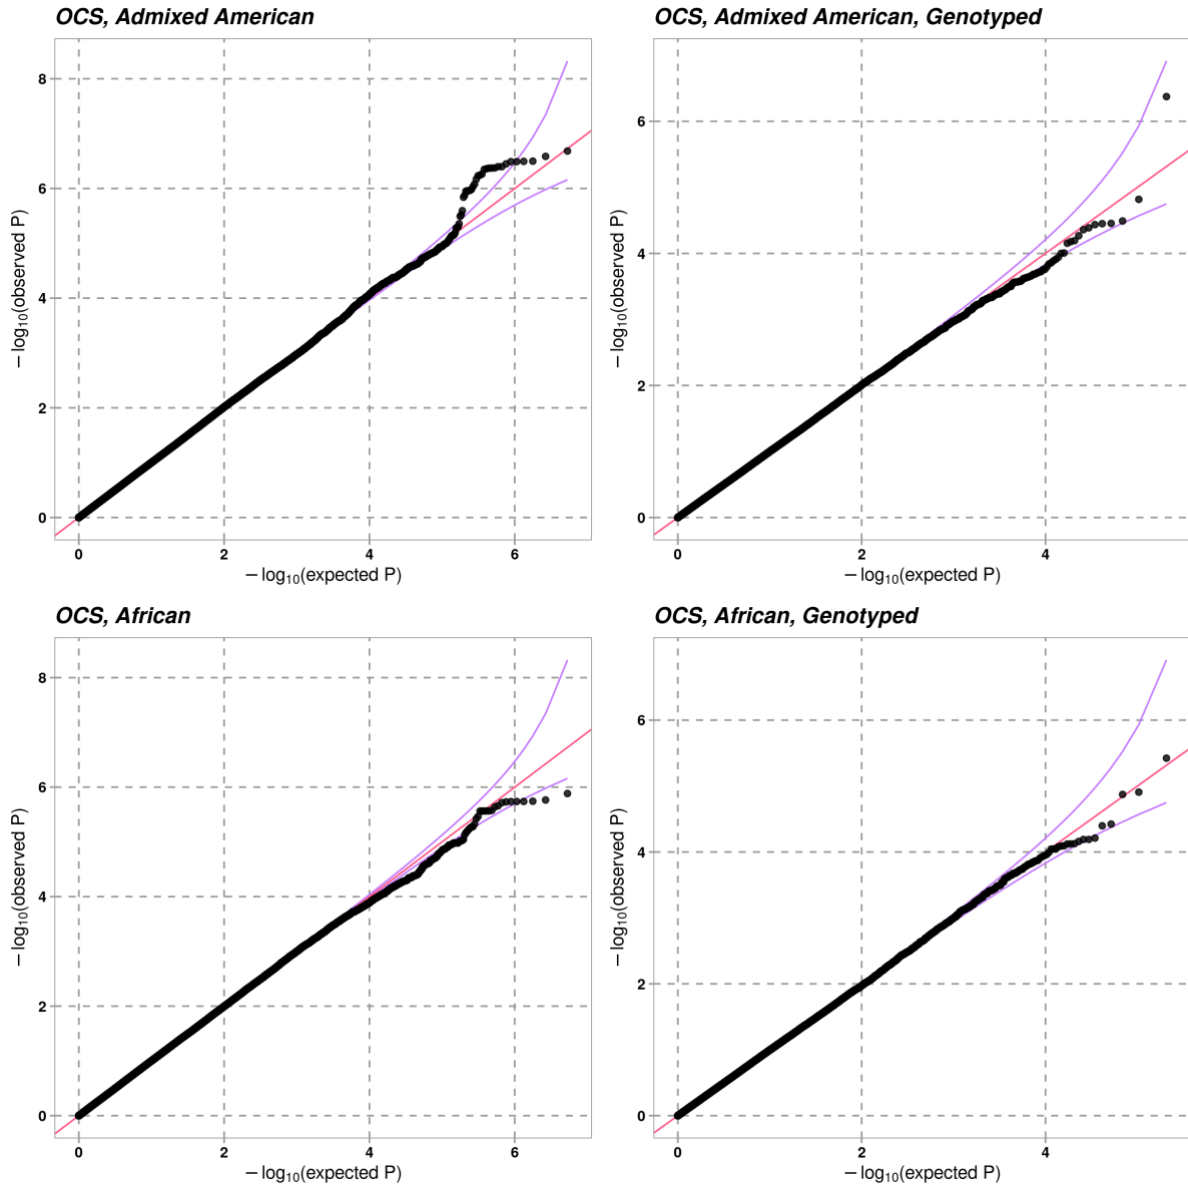 OCS, Admixed American
8
6
4
2
0
0
2
4
6
−log10(observed P)
−log10(expected P)
OCS, Admixed American, Genotyped
6
4
2
0
0
2
4
−log10(observed P)
−log10(expected P)
OCS, African
8
6
4
2
0
0
2
4
6
−log10(observed P)
−log10(expected P)
OCS, African, Genotyped
6
4
2
0
0
2
4
−log10(observed P)
−log10(expected P)